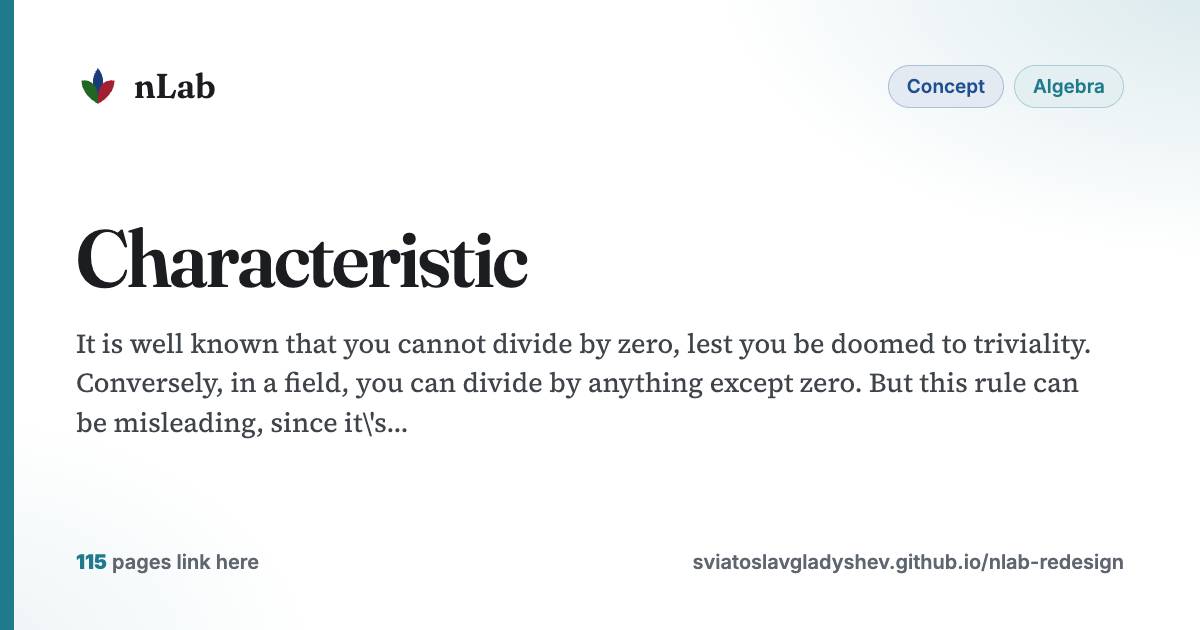 nLab
Concept
Algebra
Characteristic
It is well known that you cannot divide by zero, lest you be doomed to triviality.
Conversely, in a field, you can divide by anything except zero. But this rule can
be misleading, since it\'s...
115 pages link here
sviatoslavgladyshev.github.io/nlab-redesign